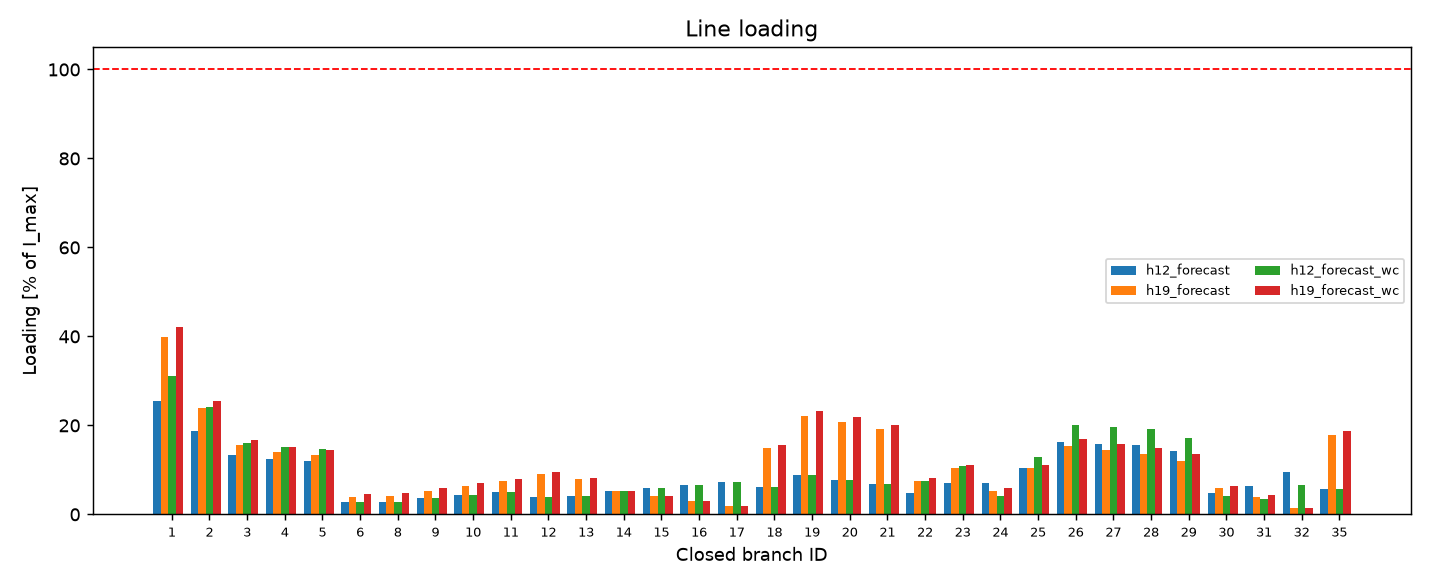 Line loading
100
80
60
40
20
0
Loading [% of I_max]
h12_forecast h12_forecast_wc
h19_forecast h19_forecast_wc
1 2 3 4 5 6 8 9 10 11 12 13 14 15 16 17 18 19 20 21 22 23 24 25 26 27 28 29 30 31 32 35
Closed branch ID